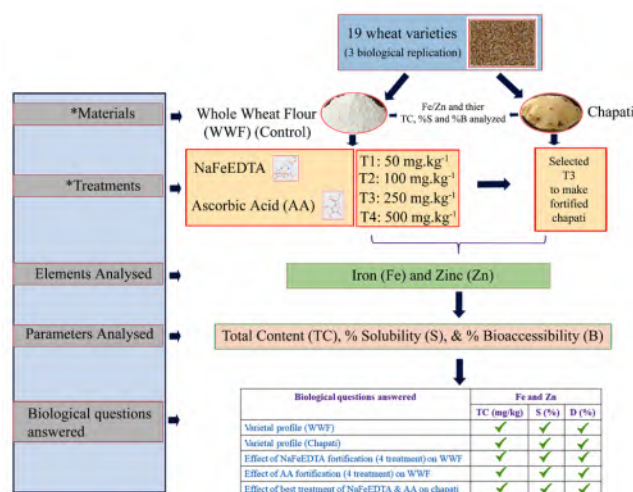 19 wheat varieties
(3 biological replication)
*Materials
Whole Wheat Flour
(WWF) (Control)
Fe/Zn and thier
TC, %S and %B analyzed
Chapati
*Treatments
NaFeEDTA
Ascorbic Acid (AA)
T1: 50 mg.kg-1
T2: 100 mg.kg-1
T3: 250 mg.kg-1
T4: 500 mg.kg-1
Selected
T3
to make
fortified
chapati
Elements Analysed
Iron (Fe) and Zinc (Zn)
Parameters Analysed
Total Content (TC), % Solubility (S), & % Bioaccessibility (B)
Biological questions
answered
Biological questions answered
Fe and Zn
TC (mg/kg) S (%) D (%)
Varietal profile (WWF) ✓ ✓ ✓
Varietal profile (Chapati) ✓ ✓ ✓
Effect of NaFeEDTA fortification (4 treatment) on WWF ✓ ✓ ✓
Effect of AA fortification (4 treatment) on WWF ✓ ✓ ✓
Effect of best treatment of NaFeEDTA & AA on chapati ✓ ✓ ✓